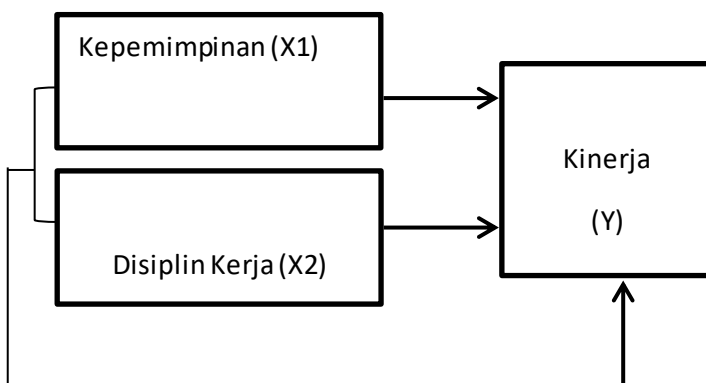 Kepemimpinan (X1)
Kinerja
(Y)
Disiplin Kerja (X2)